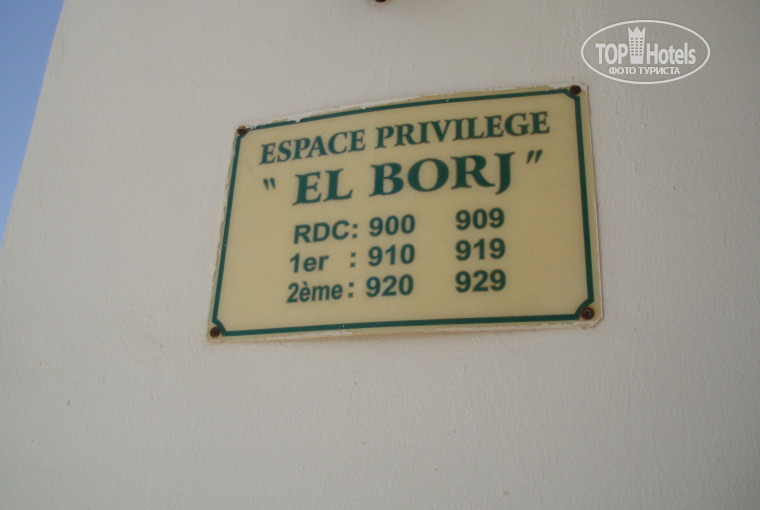 TOP Hotels
ФОТО ТУРИСТА
ESPACE PRIVILEGE
" EL BORJ "
RDC: 900 909
1er : 910 919
2ème : 920 929